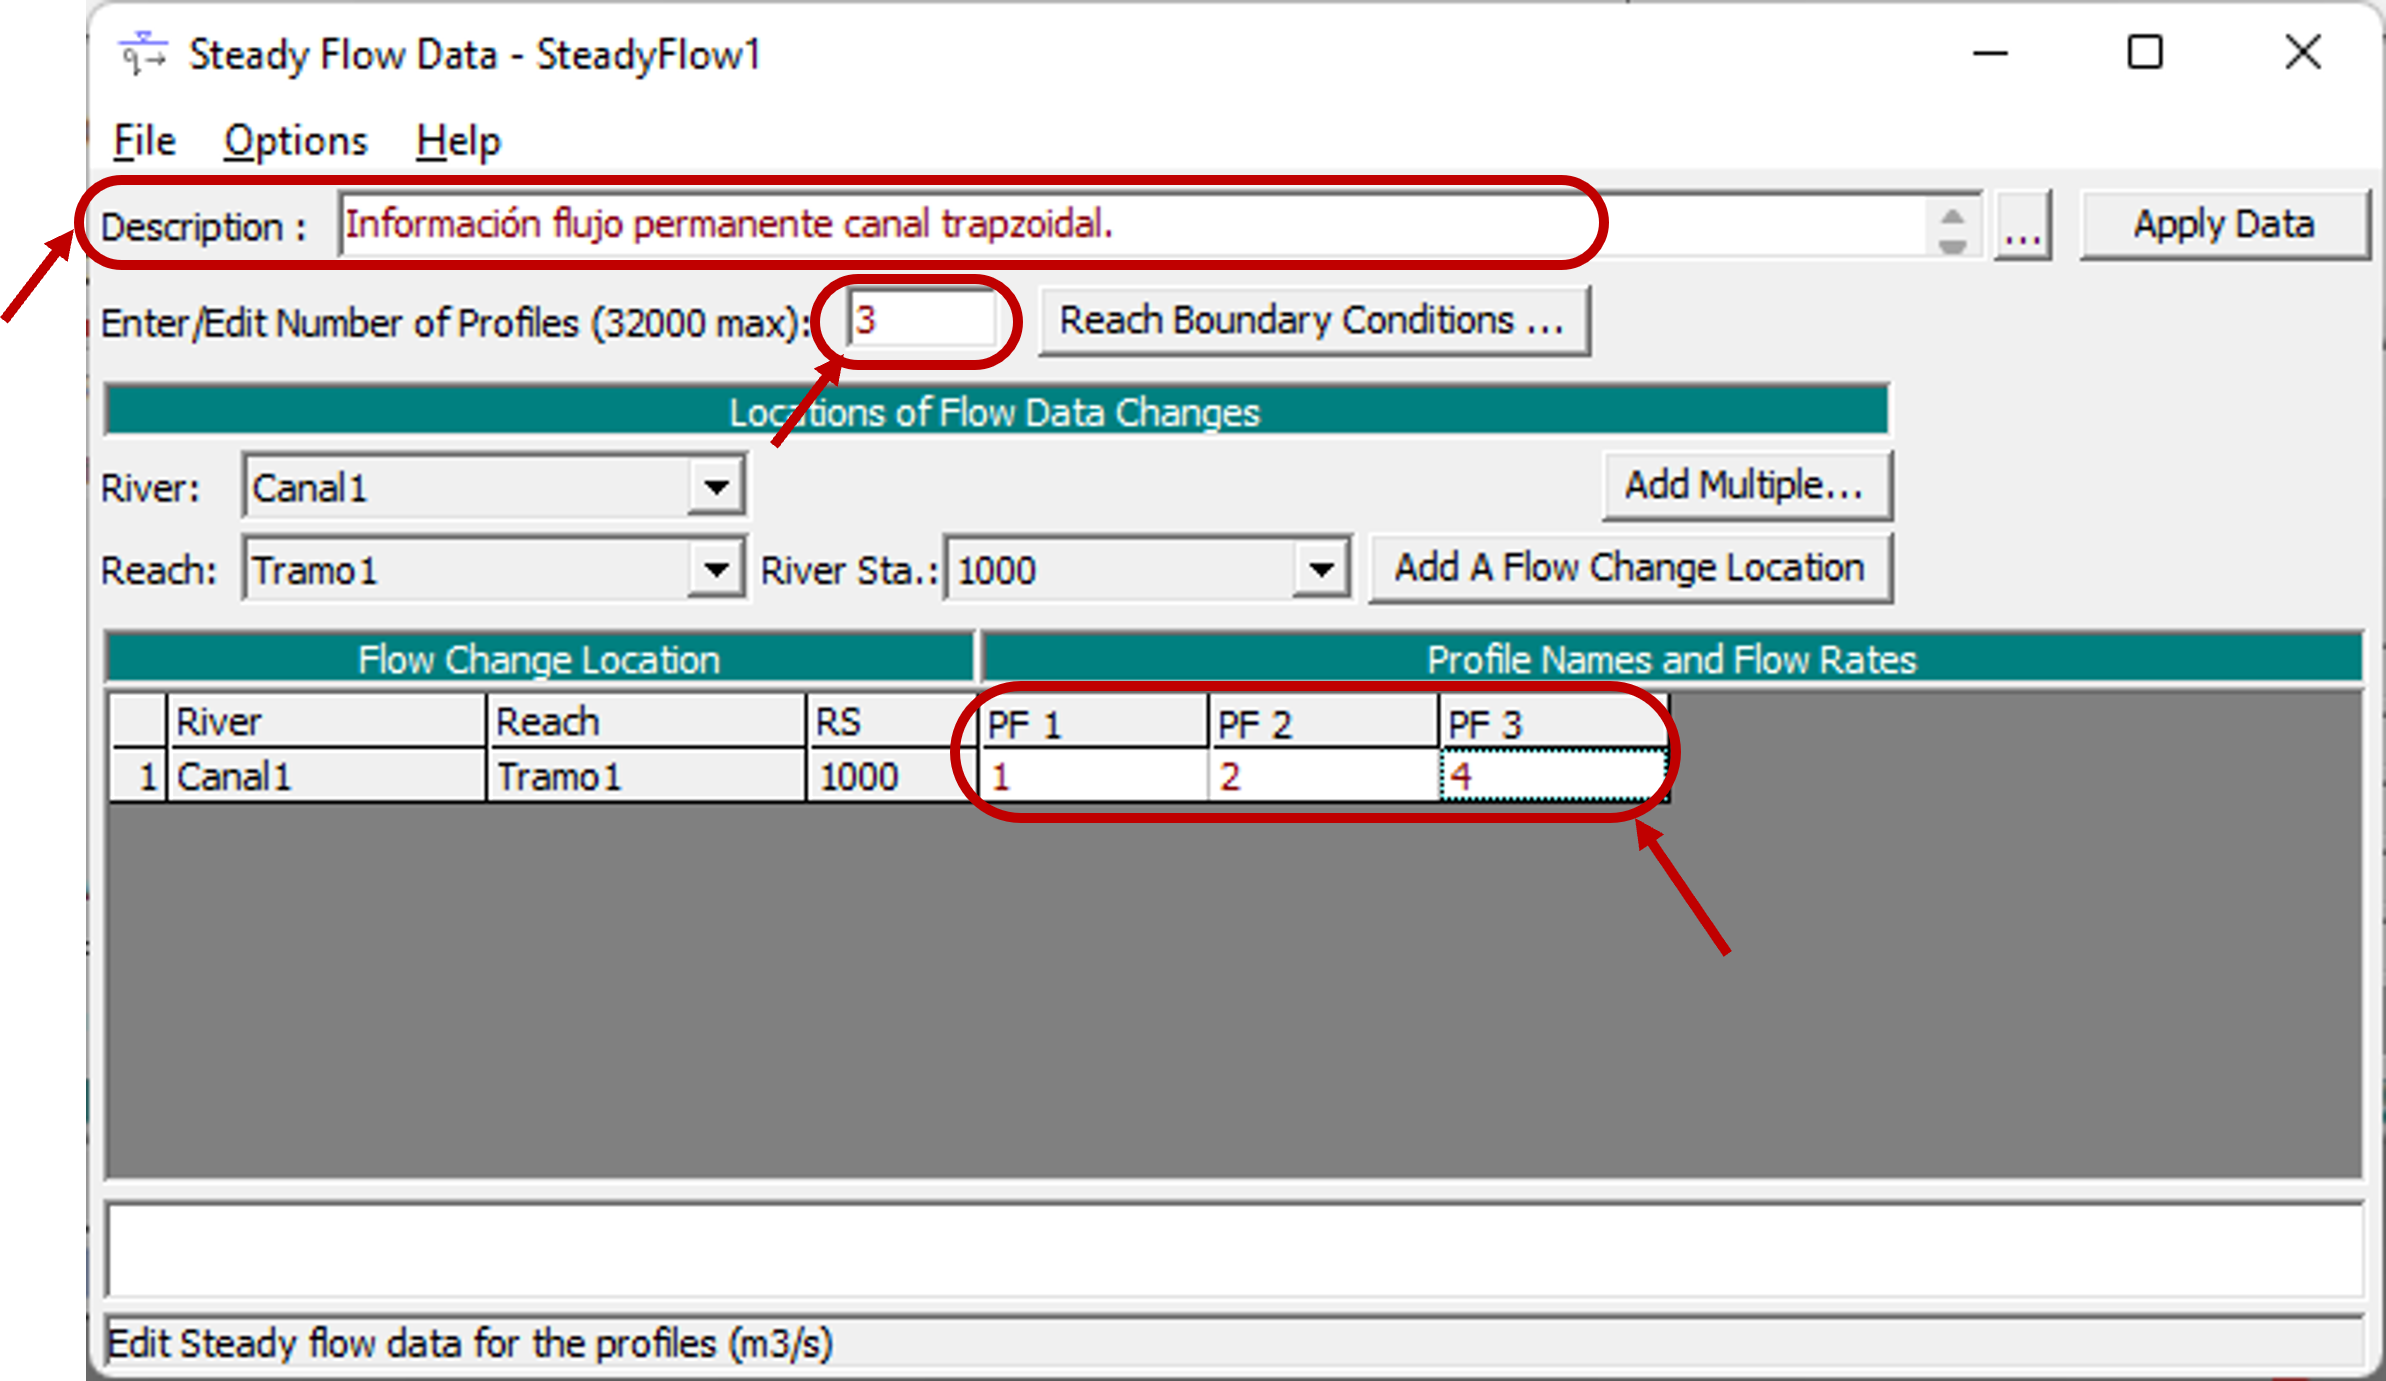 Steady Flow Data - SteadyFlow1
File Options Help
Description : Información flujo permanente canal trapzoidal. ... Apply Data
Enter/Edit Number of Profiles (32000 max): 3 Reach Boundary Conditions ...
Locations of Flow Data Changes
River: Canal1 Add Multiple...
Reach: Tramo1 River Sta.: 1000 Add A Flow Change Location
Flow Change Location Profile Names and Flow Rates
River Reach RS PF 1 PF 2 PF 3
1 Canal1 Tramo1 1000 1 2 4
Edit Steady flow data for the profiles (m3/s)